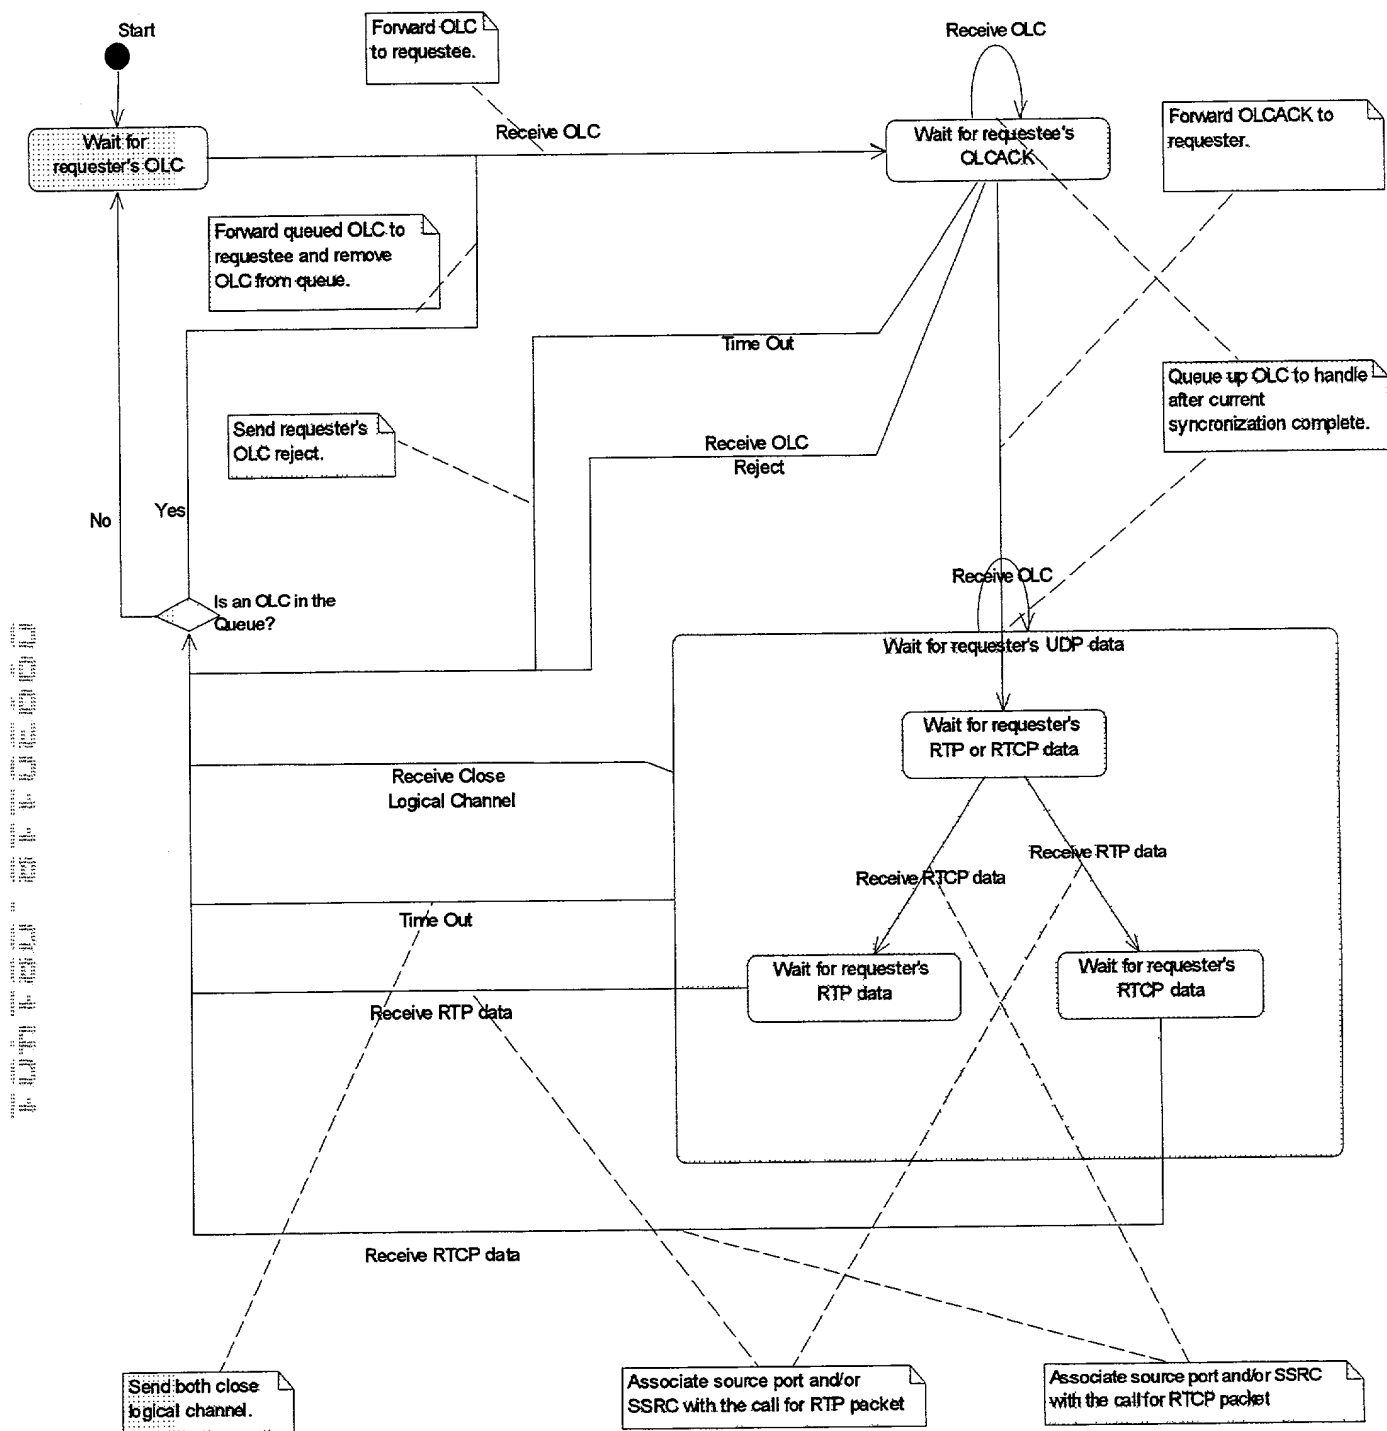 Start
Forward OLC
to requestee.
Receive OLC
Wait for
requester's OLC
Receive OLC
Wait for requestee's
OLCACK
Forward OLCACK to
requester.
Forward queued OLC to
requestee and remove
OLC from queue.
Time Out
Queue up OLC to handle
after current
syncronization complete.
Send requester's
OLC reject.
Receive OLC
Reject
No
Yes
Is an OLC in the
Queue?
Receive OLC
Wait for requester's UDP data
Wait for requester's
RTP or RTCP data
Receive Close
Logical Channel
Receive RTP data
Receive RTCP data
Time Out
Wait for requester's
RTP data
Wait for requester's
RTCP data
Receive RTP data
Receive RTCP data
Send both close
logical channel.
Associate source port and/or
SSRC with the call for RTP packet
Associate source port and/or SSRC
with the call for RTCP packet